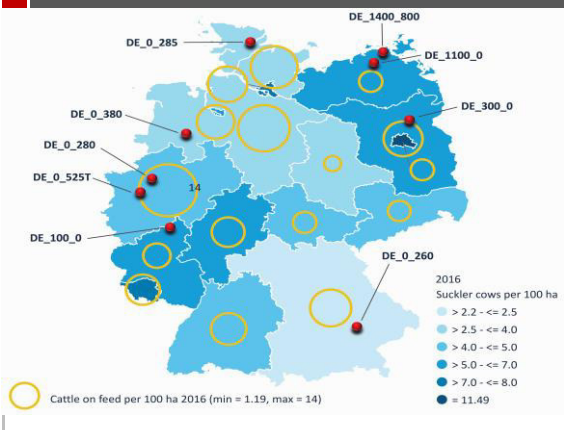 DE_1400_800
DE_0_285
DE_1100_0
DE_300_0
DE_0_380
DE_0_280
14
DE_0_525T
DE_100_0
DE_0_260
2016
Suckler cows per 100 ha
> 2.2 - <= 2.5
> 2.5 - <= 4.0
> 4.0 - <= 5.0
> 5.0 - <= 7.0
> 7.0 - <= 8.0
= 11.49
Cattle on feed per 100 ha 2016 (min = 1.19, max = 14)